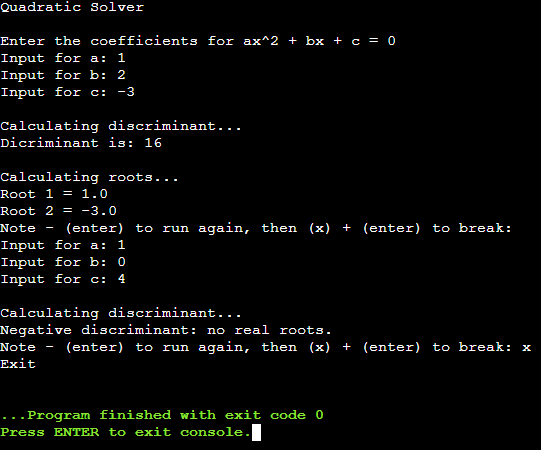 Quadratic Solver
Enter the coefficients for ax^2 + bx + c = 0
Input for a: 1
Input for b: 2
Input for c: -3
Calculating discriminant...
Dicriminant is: 16
Calculating roots...
Root 1 = 1.0
Root 2 = -3.0
Note - (enter) to run again, then (x) + (enter) to break:
Input for a: 1
Input for b: 0
Input for c: 4
Calculating discriminant...
Negative discriminant: no real roots.
Note - (enter) to run again, then (x) + (enter) to break: x
Exit
...Program finished with exit code 0
Press ENTER to exit console.